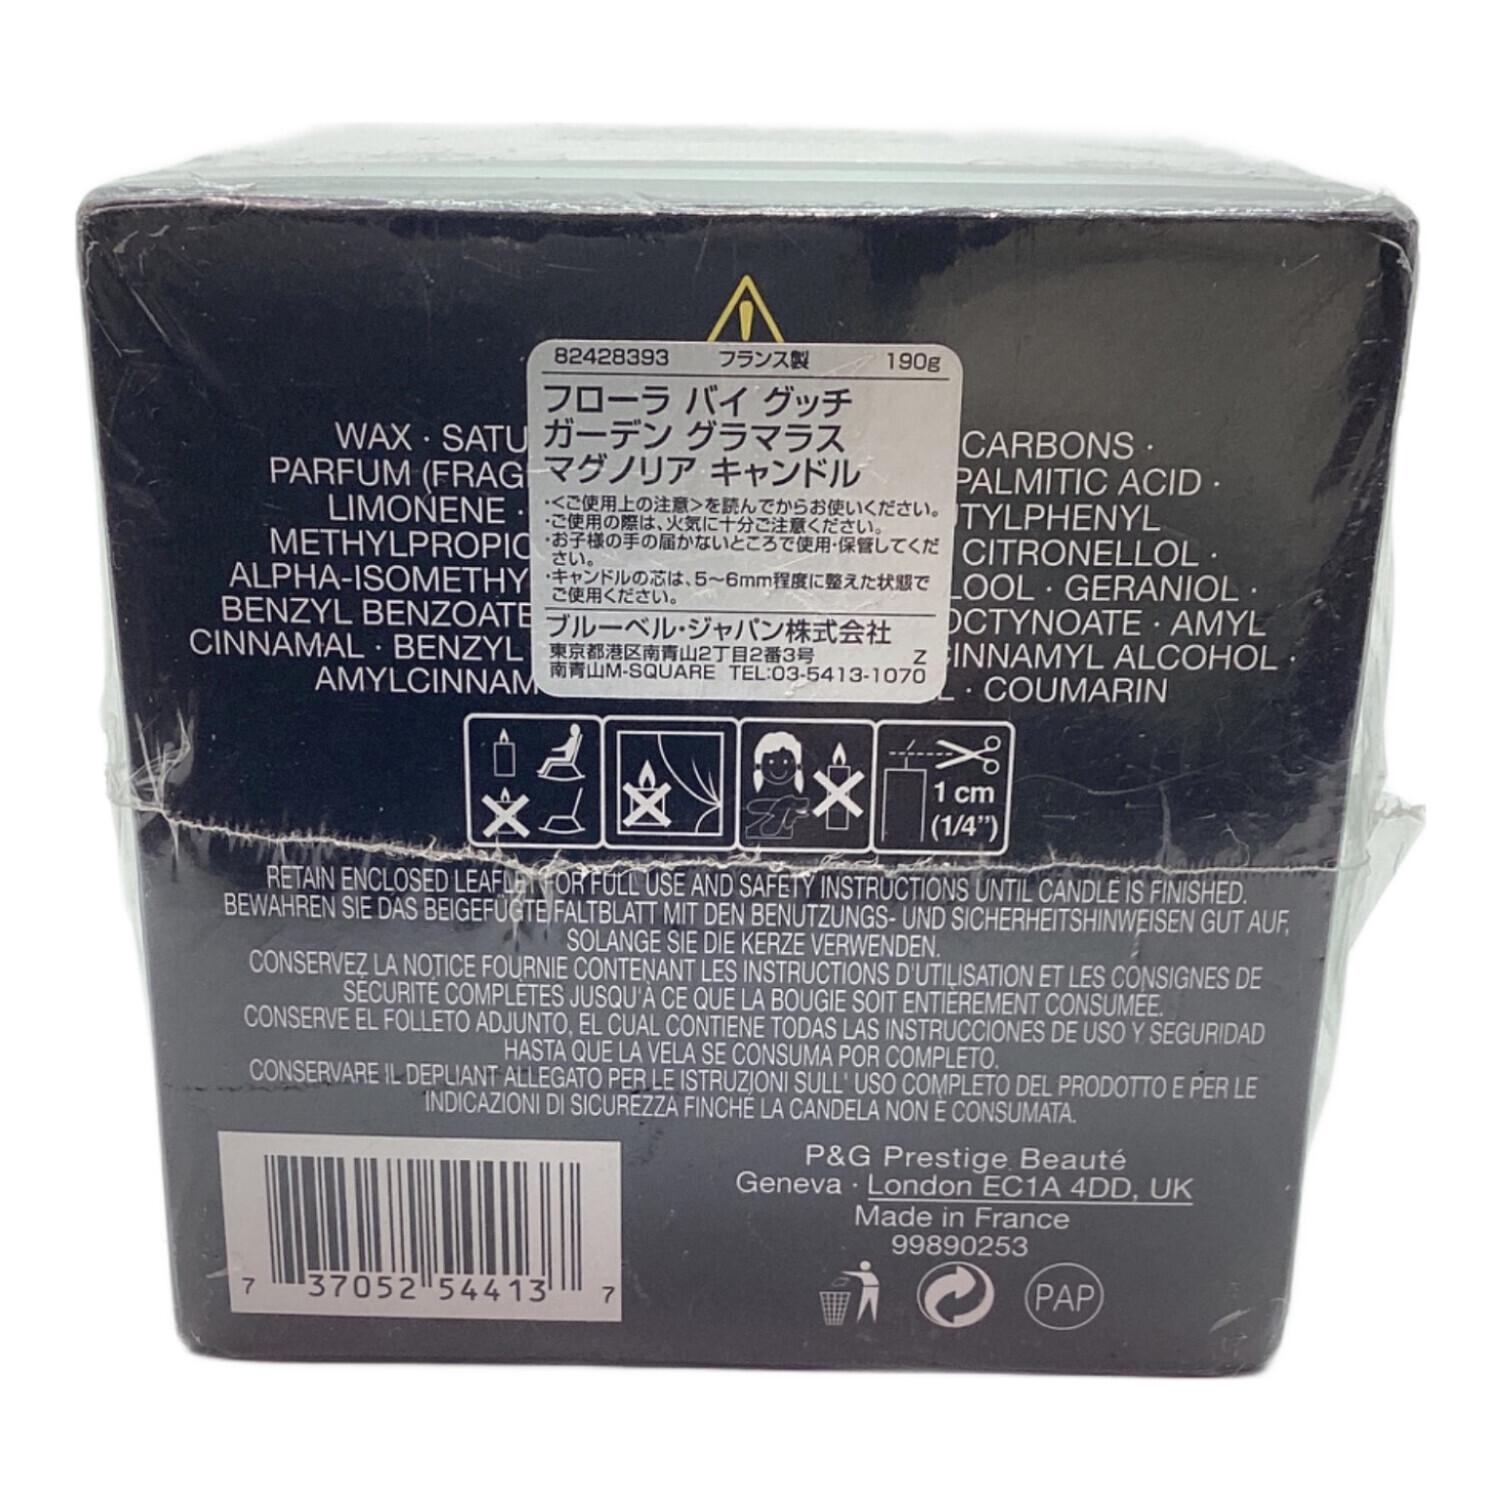 82428393 フランス製 190g
フローラ バイ グッチ
ガーデン グラマラス
マグノリア キャンドル
・<ご使用上の注意>を読んでからお使いください。
・ご使用の際は、火気に十分ご注意ください。
・お子様の手の届かないところで使用・保管してくだ
さい。
・キャンドルの芯は、5〜6mm程度に整えた状態で
ご使用ください。
ブルーベル・ジャパン株式会社
東京都港区南青山2丁目2番3号 Z
南青山M-SQUARE TEL:03-5413-1070
WAX · SATU CARBONS ·
PARFUM (FRAG PALMITIC ACID ·
LIMONENE · TYLPHENYL
METHYLPROPIO CITRONELLOL ·
ALPHA-ISOMETHY LOOL · GERANIOL ·
BENZYL BENZOATE OCTYNOATE · AMYL
CINNAMAL · BENZYL CINNAMYL ALCOHOL ·
AMYLCINNAM L · COUMARIN
1 cm
(1/4")
RETAIN ENCLOSED LEAFLET FOR FULL USE AND SAFETY INSTRUCTIONS UNTIL CANDLE IS FINISHED.
BEWAHREN SIE DAS BEIGEFÜGTE FALTBLATT MIT DEN BENUTZUNGS- UND SICHERHEITSHINWEISEN GUT AUF,
SOLANGE SIE DIE KERZE VERWENDEN.
CONSERVEZ LA NOTICE FOURNIE CONTENANT LES INSTRUCTIONS D'UTILISATION ET LES CONSIGNES DE
SÉCURITÉ COMPLÈTES JUSQU'À CE QUE LA BOUGIE SOIT ENTIÈREMENT CONSUMÉE.
CONSERVE EL FOLLETO ADJUNTO, EL CUAL CONTIENE TODAS LAS INSTRUCCIONES DE USO Y SEGURIDAD
HASTA QUE LA VELA SE CONSUMA POR COMPLETO.
CONSERVARE IL DEPLIANT ALLEGATO PER LE ISTRUZIONI SULL' USO COMPLETO DEL PRODOTTO E PER LE
INDICAZIONI DI SICUREZZA FINCHÉ LA CANDELA NON È CONSUMATA.
7 37052 54413 7
P&G Prestige Beauté
Geneva · London EC1A 4DD, UK
Made in France
99890253
PAP